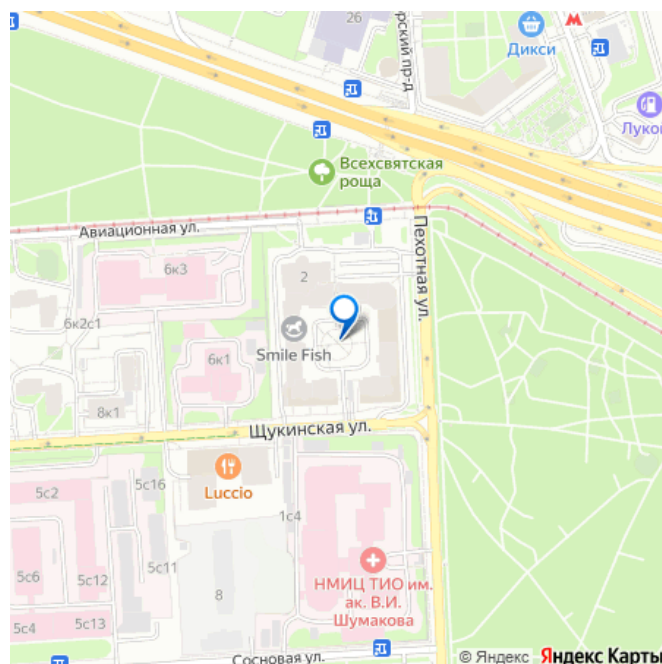 26
рский пр-д
Дикси
М
Луко
Всехсвятская
роща
Авиационная ул.
Пехотная ул.
6к3
2
6к2с1
Smile Fish
6к1
8к1
Щукинская ул.
5с2
5с16
Luccio
1с4
5с6
5с12
5с11
8
НМИЦ ТИО им.
ак. В.И.
Шумакова
5с4
5с13
Сосновая ул.
© Яндекс Яндекс Карты